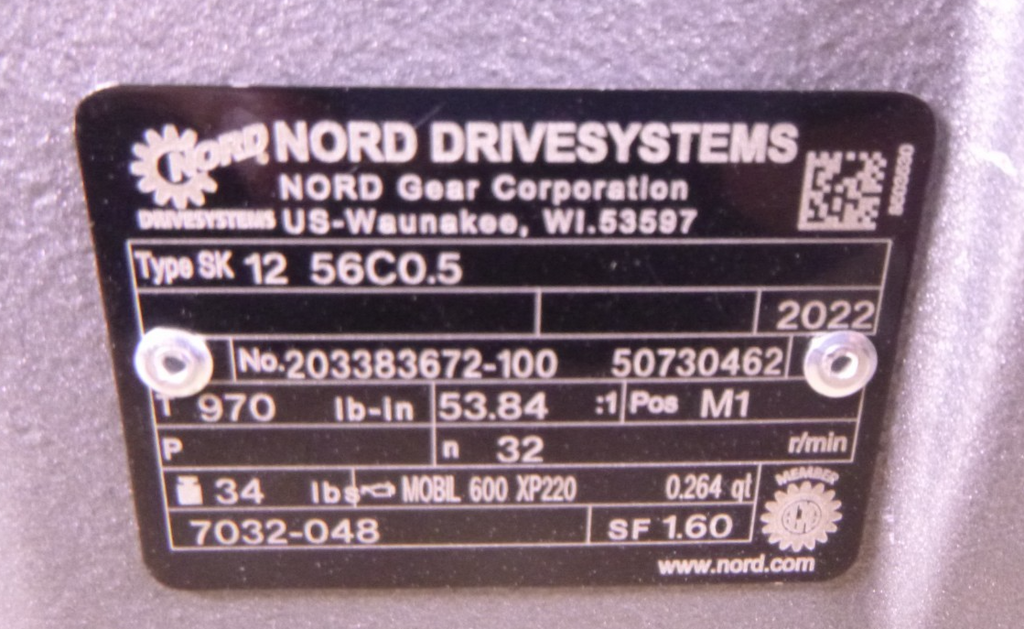 NORD DRIVESYSTEMS
NORD® DRIVESYSTEMS
NORD Gear Corporation
US-Waunakee, WI.53597
Type SK 12 56C0.5
2022
No.203383672-100 50730462
T 970 lb-in 53.84 :1 Pos M1
P n 32 r/min
34 lbs MOBIL 600 XP220 0.264 qt
MEMBER
7032-048 SF 1.60
www.nord.com